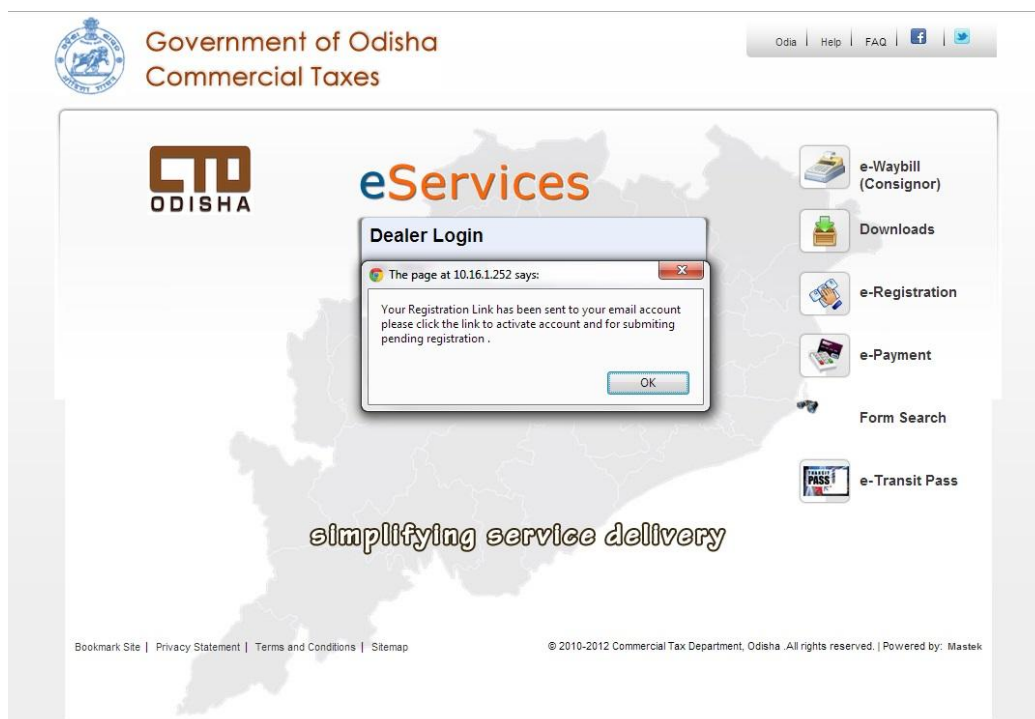 Government of Odisha
Commercial Taxes
Odia | Help | FAQ |
CTD
ODISHA
eServices
Dealer Login
The page at 10.16.1.252 says:
Your Registration Link has been sent to your email account
please click the link to activate account and for submiting
pending registration .
OK
e-Waybill
(Consignor)
Downloads
e-Registration
e-Payment
Form Search
TRANSIT
PASS
e-Transit Pass
simplifying service delivery
Bookmark Site | Privacy Statement | Terms and Conditions | Sitemap
© 2010-2012 Commercial Tax Department, Odisha .All rights reserved. | Powered by: Mastek